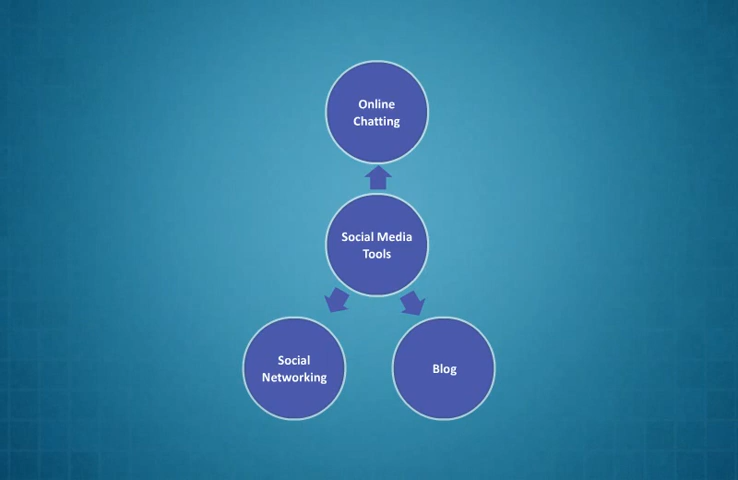 Online
Chatting
Social Media
Tools
Social
Networking
Blog